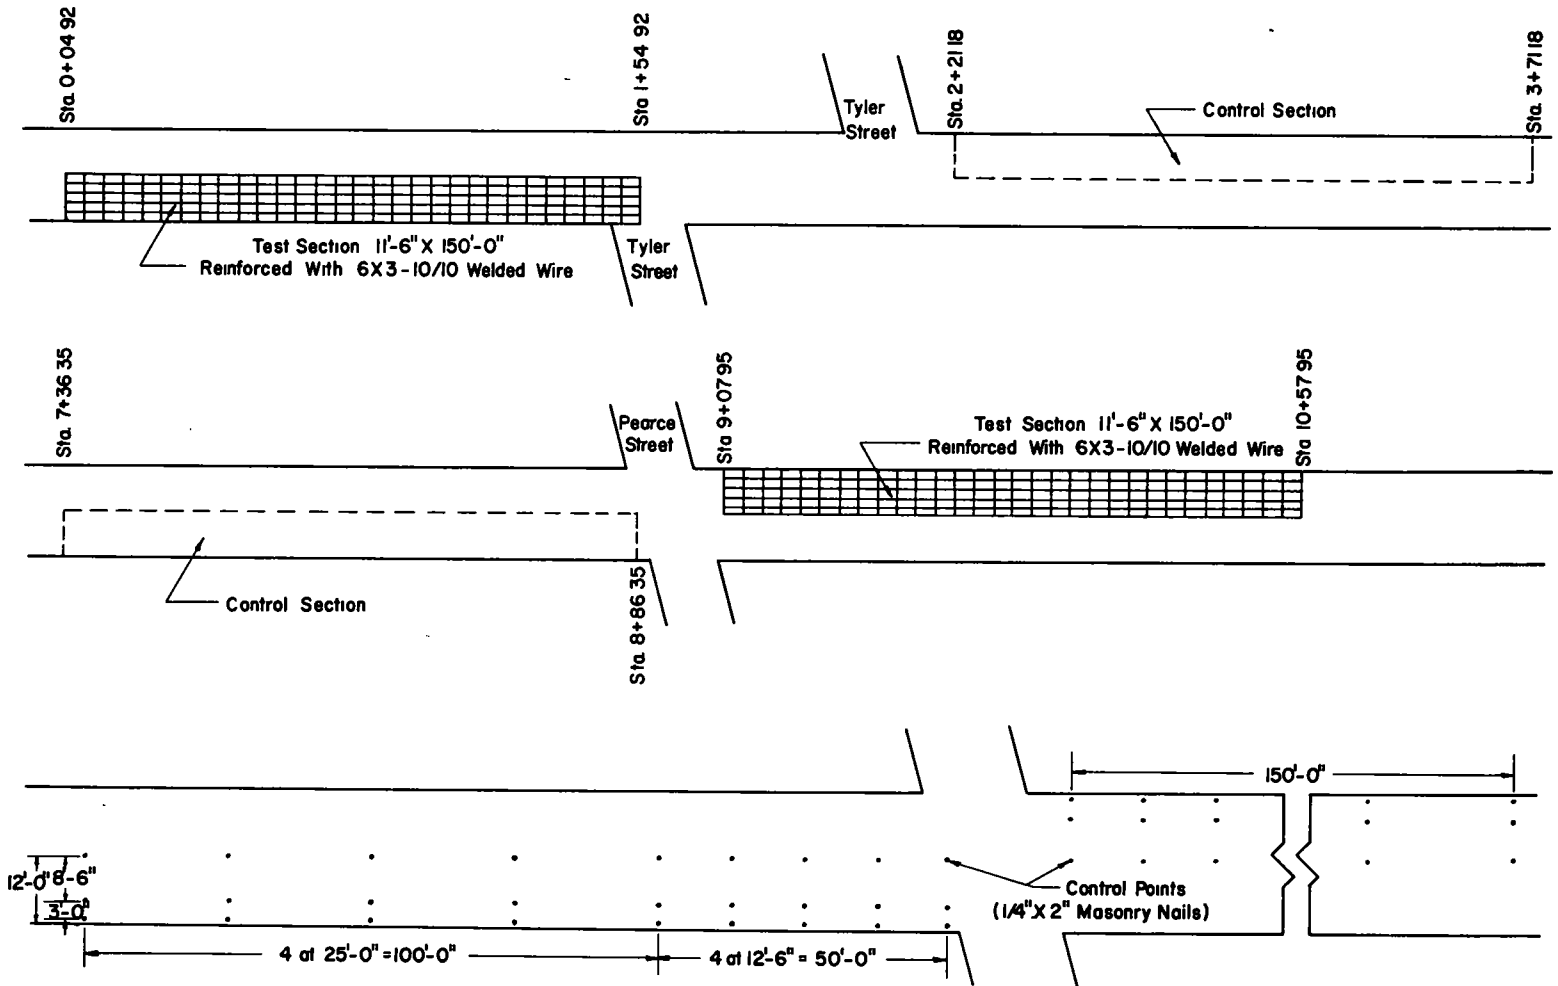 Sta. 0+04 92
Sta 1+54 92
Tyler
Street
Sta. 2+21 18
Control Section
Sta. 3+71 18
Test Section 11'-6" X 150'-0"
Reinforced With 6X3-10/10 Welded Wire
Tyler
Street
Sta. 7+36 35
Pearce
Street
Sta 9+07 95
Test Section 11'-6" X 150'-0"
Reinforced With 6X3-10/10 Welded Wire
Sta 10+57 95
Control Section
Sta. 8+86 35
150'-0"
12'-0"
8'-6"
3'-0"
Control Points
(1/4" X 2" Masonry Nails)
4 at 25'-0" =100'-0"
4 at 12'-6" = 50'-0"